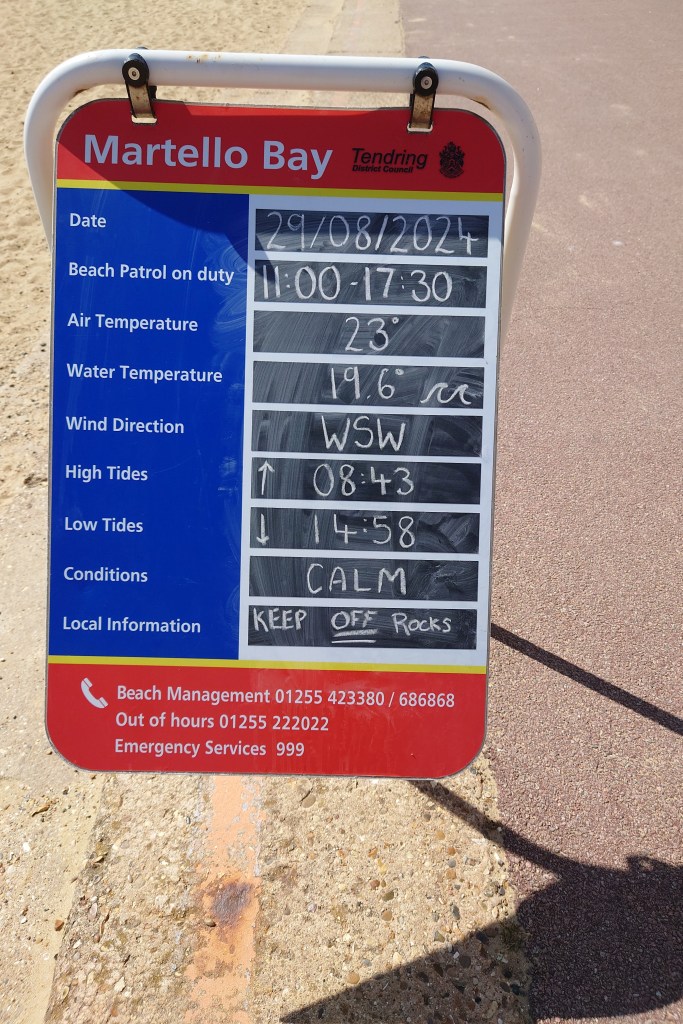 Martello Bay Tendring
District Council
Date 29/08/2024
Beach Patrol on duty 11:00-17:30
Air Temperature 23°
Water Temperature 19.6°
Wind Direction WSW
High Tides ↑ 08:43
Low Tides ↓ 14:58
Conditions CALM
Local Information KEEP OFF ROCKS
Beach Management 01255 423380 / 686868
Out of hours 01255 222022
Emergency Services 999